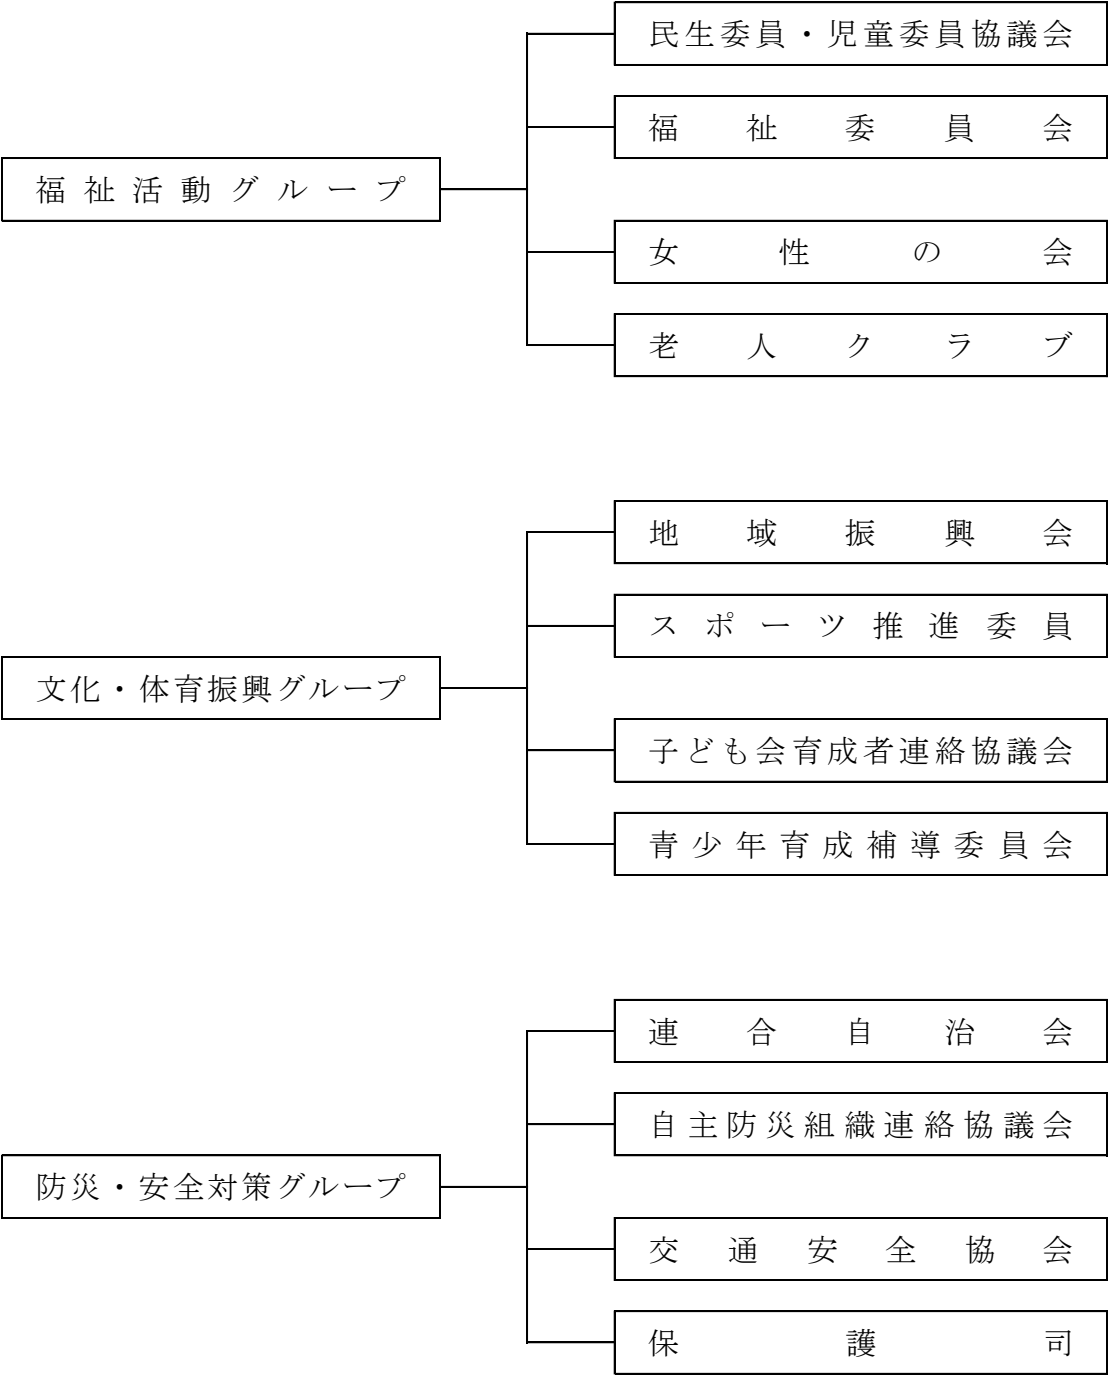 民生委員・児童委員協議会
福祉委員会
福祉活動グループ
女性の会
老人クラブ
地域振興会
スポーツ推進委員
文化・体育振興グループ
子ども会育成者連絡協議会
青少年育成補導委員会
連合自治会
自主防災組織連絡協議会
防災・安全対策グループ
交通安全協会
保護司